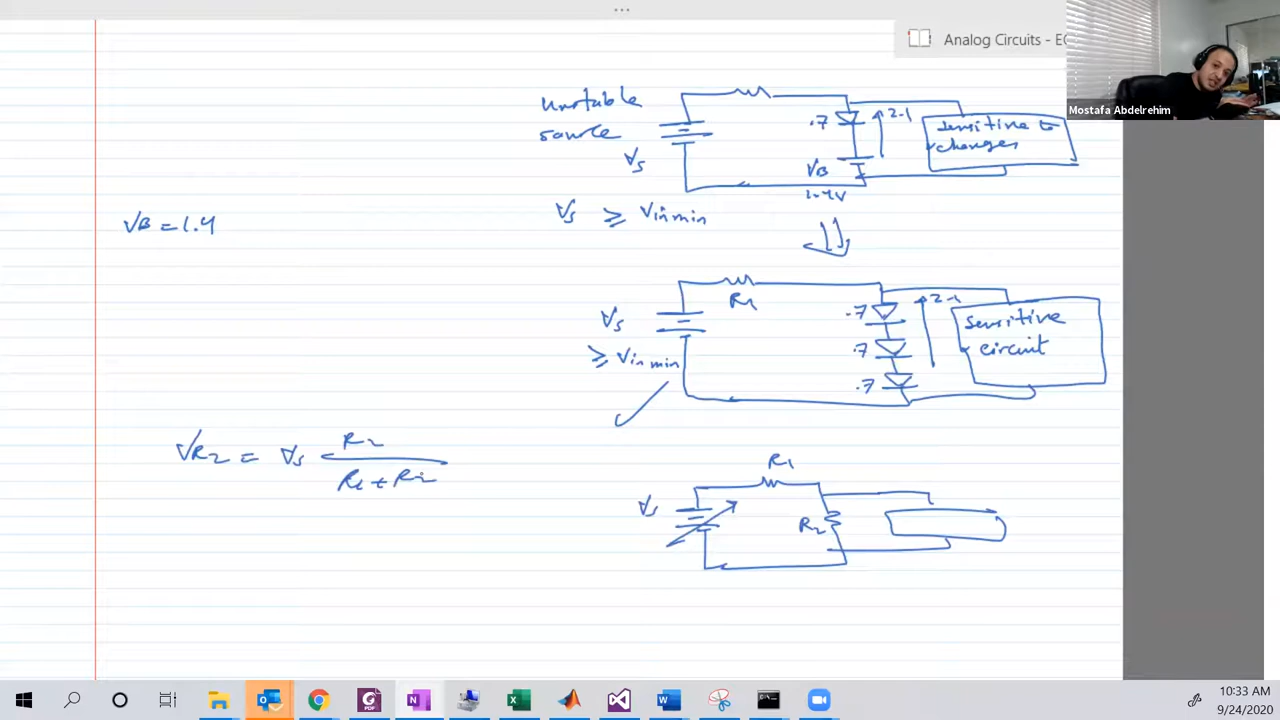 Analog Circuits - E
Mostafa Abdelrehim
unstable
source
Vs
.7
2.1
VB
1.4V
sensitive to
changes
Vs ≥ Vin min
VB = 1.4
R1
Vs
≥ Vin min
.7
.7
.7
2.1
sensitive
circuit
VR2 = Vs R2
R1 + R2
R1
Vs
R2
10:33 AM
9/24/2020